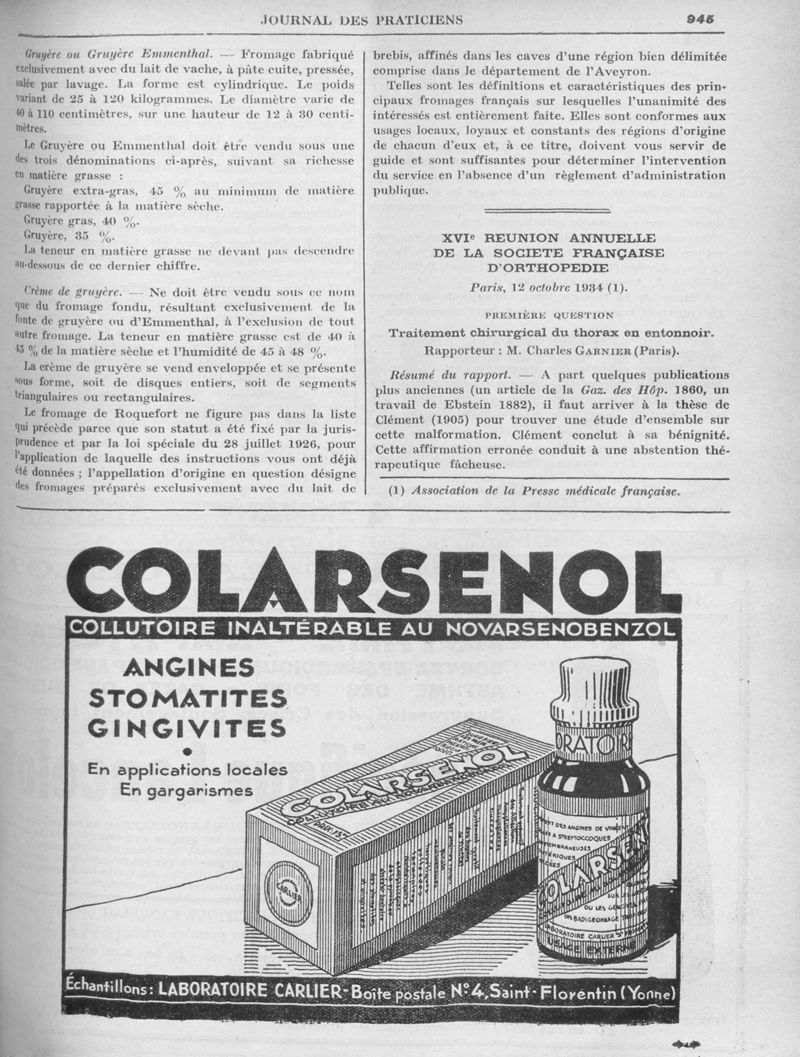 JOURNAL DES PRATICIENS
945
Gruyère ou Gruyère Emmenthal. — Fromage fabriqué
exclusivement avec du lait de vache, à pâte cuite, pressée,
salée par lavage. La forme est cylindrique. Le poids
variant de 25 à 120 kilogrammes. Le diamètre varie de
40 à 110 centimètres, sur une hauteur de 12 à 30 centi-
mètres.
Le Gruyère ou Emmenthal doit être vendu sous une
des trois dénominations ci-après, suivant sa richesse
en matière grasse :
Gruyère extra-gras, 45 % au minimum de matière
grasse rapportée à la matière sèche.
Gruyère gras, 40 %.
Gruyère, 35 %.
La teneur en matière grasse ne devant pas descendre
au-dessous de ce dernier chiffre.
Crème de gruyère. — Ne doit être vendu sous ce nom
que du fromage fondu, résultant exclusivement de la
fonte de gruyère ou d'Emmenthal, à l'exclusion de tout
autre fromage. La teneur en matière grasse est de 40 à
45 % de la matière sèche et l'humidité de 45 à 48 %.
La crème de gruyère se vend enveloppée et se présente
sous forme, soit de disques entiers, soit de segments
triangulaires ou rectangulaires.
Le fromage de Roquefort ne figure pas dans la liste
qui précède parce que son statut a été fixé par la juris-
prudence et par la loi spéciale du 28 juillet 1926, pour
l'application de laquelle des instructions vous ont déjà
été données ; l'appellation d'origine en question désigne
des fromages préparés exclusivement avec du lait de
brebis, affinés dans les caves d'une région bien délimitée
comprise dans le département de l'Aveyron.
Telles sont les définitions et caractéristiques des prin-
cipaux fromages français sur lesquelles l'unanimité des
intéressés est entièrement faite. Elles sont conformes aux
usages locaux, loyaux et constants des régions d'origine
de chacun d'eux et, à ce titre, doivent vous servir de
guide et sont suffisantes pour déterminer l'intervention
du service en l'absence d'un règlement d'administration
publique.
XVIe REUNION ANNUELLE
DE LA SOCIETE FRANÇAISE
D'ORTHOPEDIE
Paris, 12 octobre 1934 (1).
PREMIÈRE QUESTION
Traitement chirurgical du thorax en entonnoir.
Rapporteur : M. Charles GARNIER (Paris).
Résumé du rapport. — A part quelques publications
plus anciennes (un article de la Gaz. des Hôp. 1860, un
travail de Ebstein 1882), il faut arriver à la thèse de
Clément (1905) pour trouver une étude d'ensemble sur
cette malformation. Clément conclut à sa bénignité.
Cette affirmation erronée conduit à une abstention thé-
rapeutique fâcheuse.
(1) Association de la Presse médicale française.
COLARSENOL
COLLUTOIRE INALTÉRABLE AU NOVARSENOBENZOL
ANGINES
STOMATITES
GINGIVITES
En applications locales
En gargarismes
COLARSENOL
COLLUTOIRE AU NOVARSENOBENZOL
CARLIER
ORATOIR
DES ANGINES DE VINCENT
A STREPTOCOQUES
COLARSEN
OU LES
EN BADIGEONNAGE
LABORATOIRE CARLIER
USAGE EXTERNE
Échantillons: LABORATOIRE CARLIER-Boîte postale No 4, Saint-Florentin (Yonne)